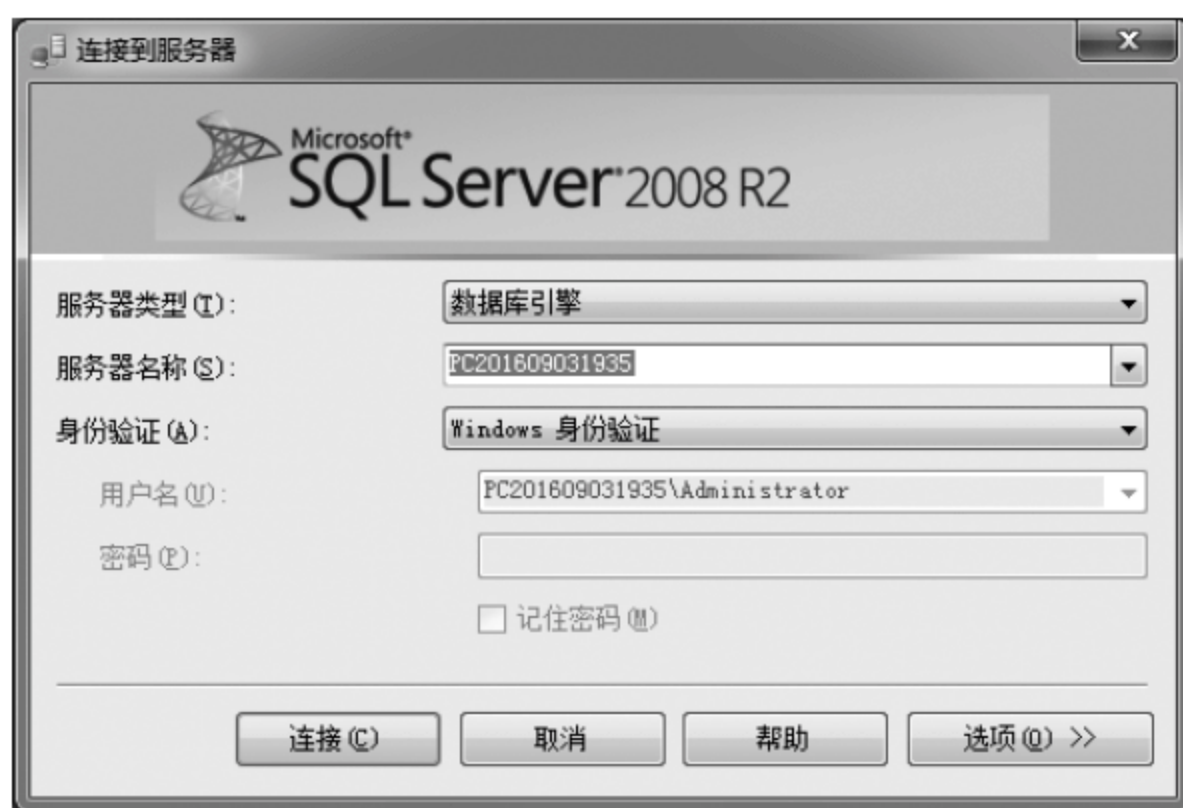 连接到服务器
Microsoft®
SQL Server® 2008 R2
服务器类型(T): 数据库引擎
服务器名称(S): PC201609031935
身份验证(A): Windows 身份验证
用户名(U): PC201609031935\Administrator
密码(P):
记住密码(M)
连接(C) 取消 帮助 选项(O) >>